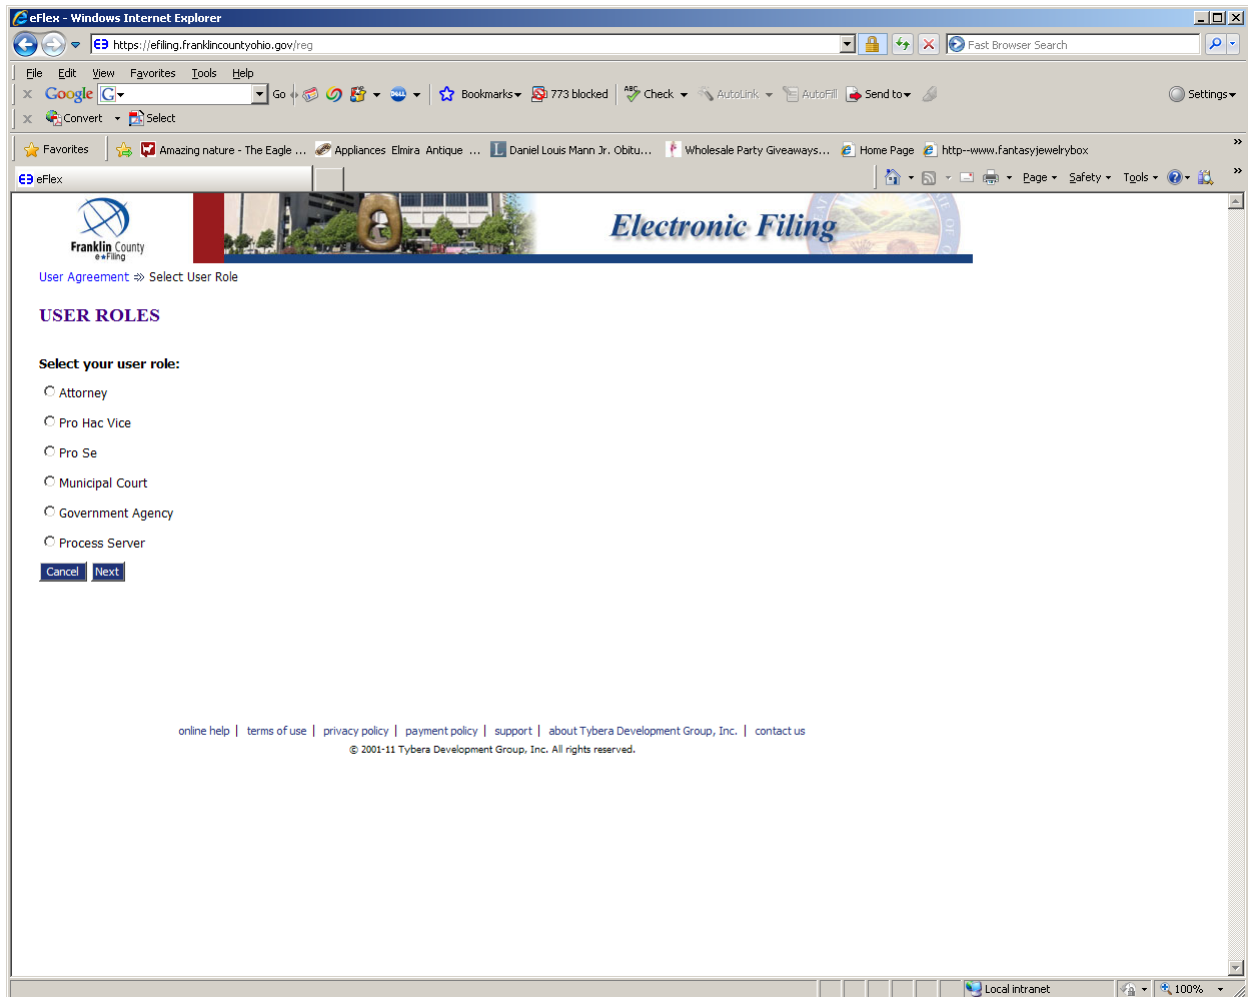 eFlex - Windows Internet Explorer
https://efiling.franklincountyohio.gov/reg
Fast Browser Search
File Edit View Favorites Tools Help
x Google G Go Bookmarks 773 blocked ABC Check AutoLink AutoFill Send to Settings
x Convert Select
Favorites Amazing nature - The Eagle ... Appliances Elmira Antique ... Daniel Louis Mann Jr. Obitu... Wholesale Party Giveaways... Home Page http--www.fantasyjewelrybox »
eFlex Page Safety Tools »
Franklin County
e★Filing
Electronic Filing
User Agreement ⇒ Select User Role
USER ROLES
Select your user role:
Attorney
Pro Hac Vice
Pro Se
Municipal Court
Government Agency
Process Server
Cancel Next
online help | terms of use | privacy policy | payment policy | support | about Tybera Development Group, Inc. | contact us
© 2001-11 Tybera Development Group, Inc. All rights reserved.
Local intranet 100%